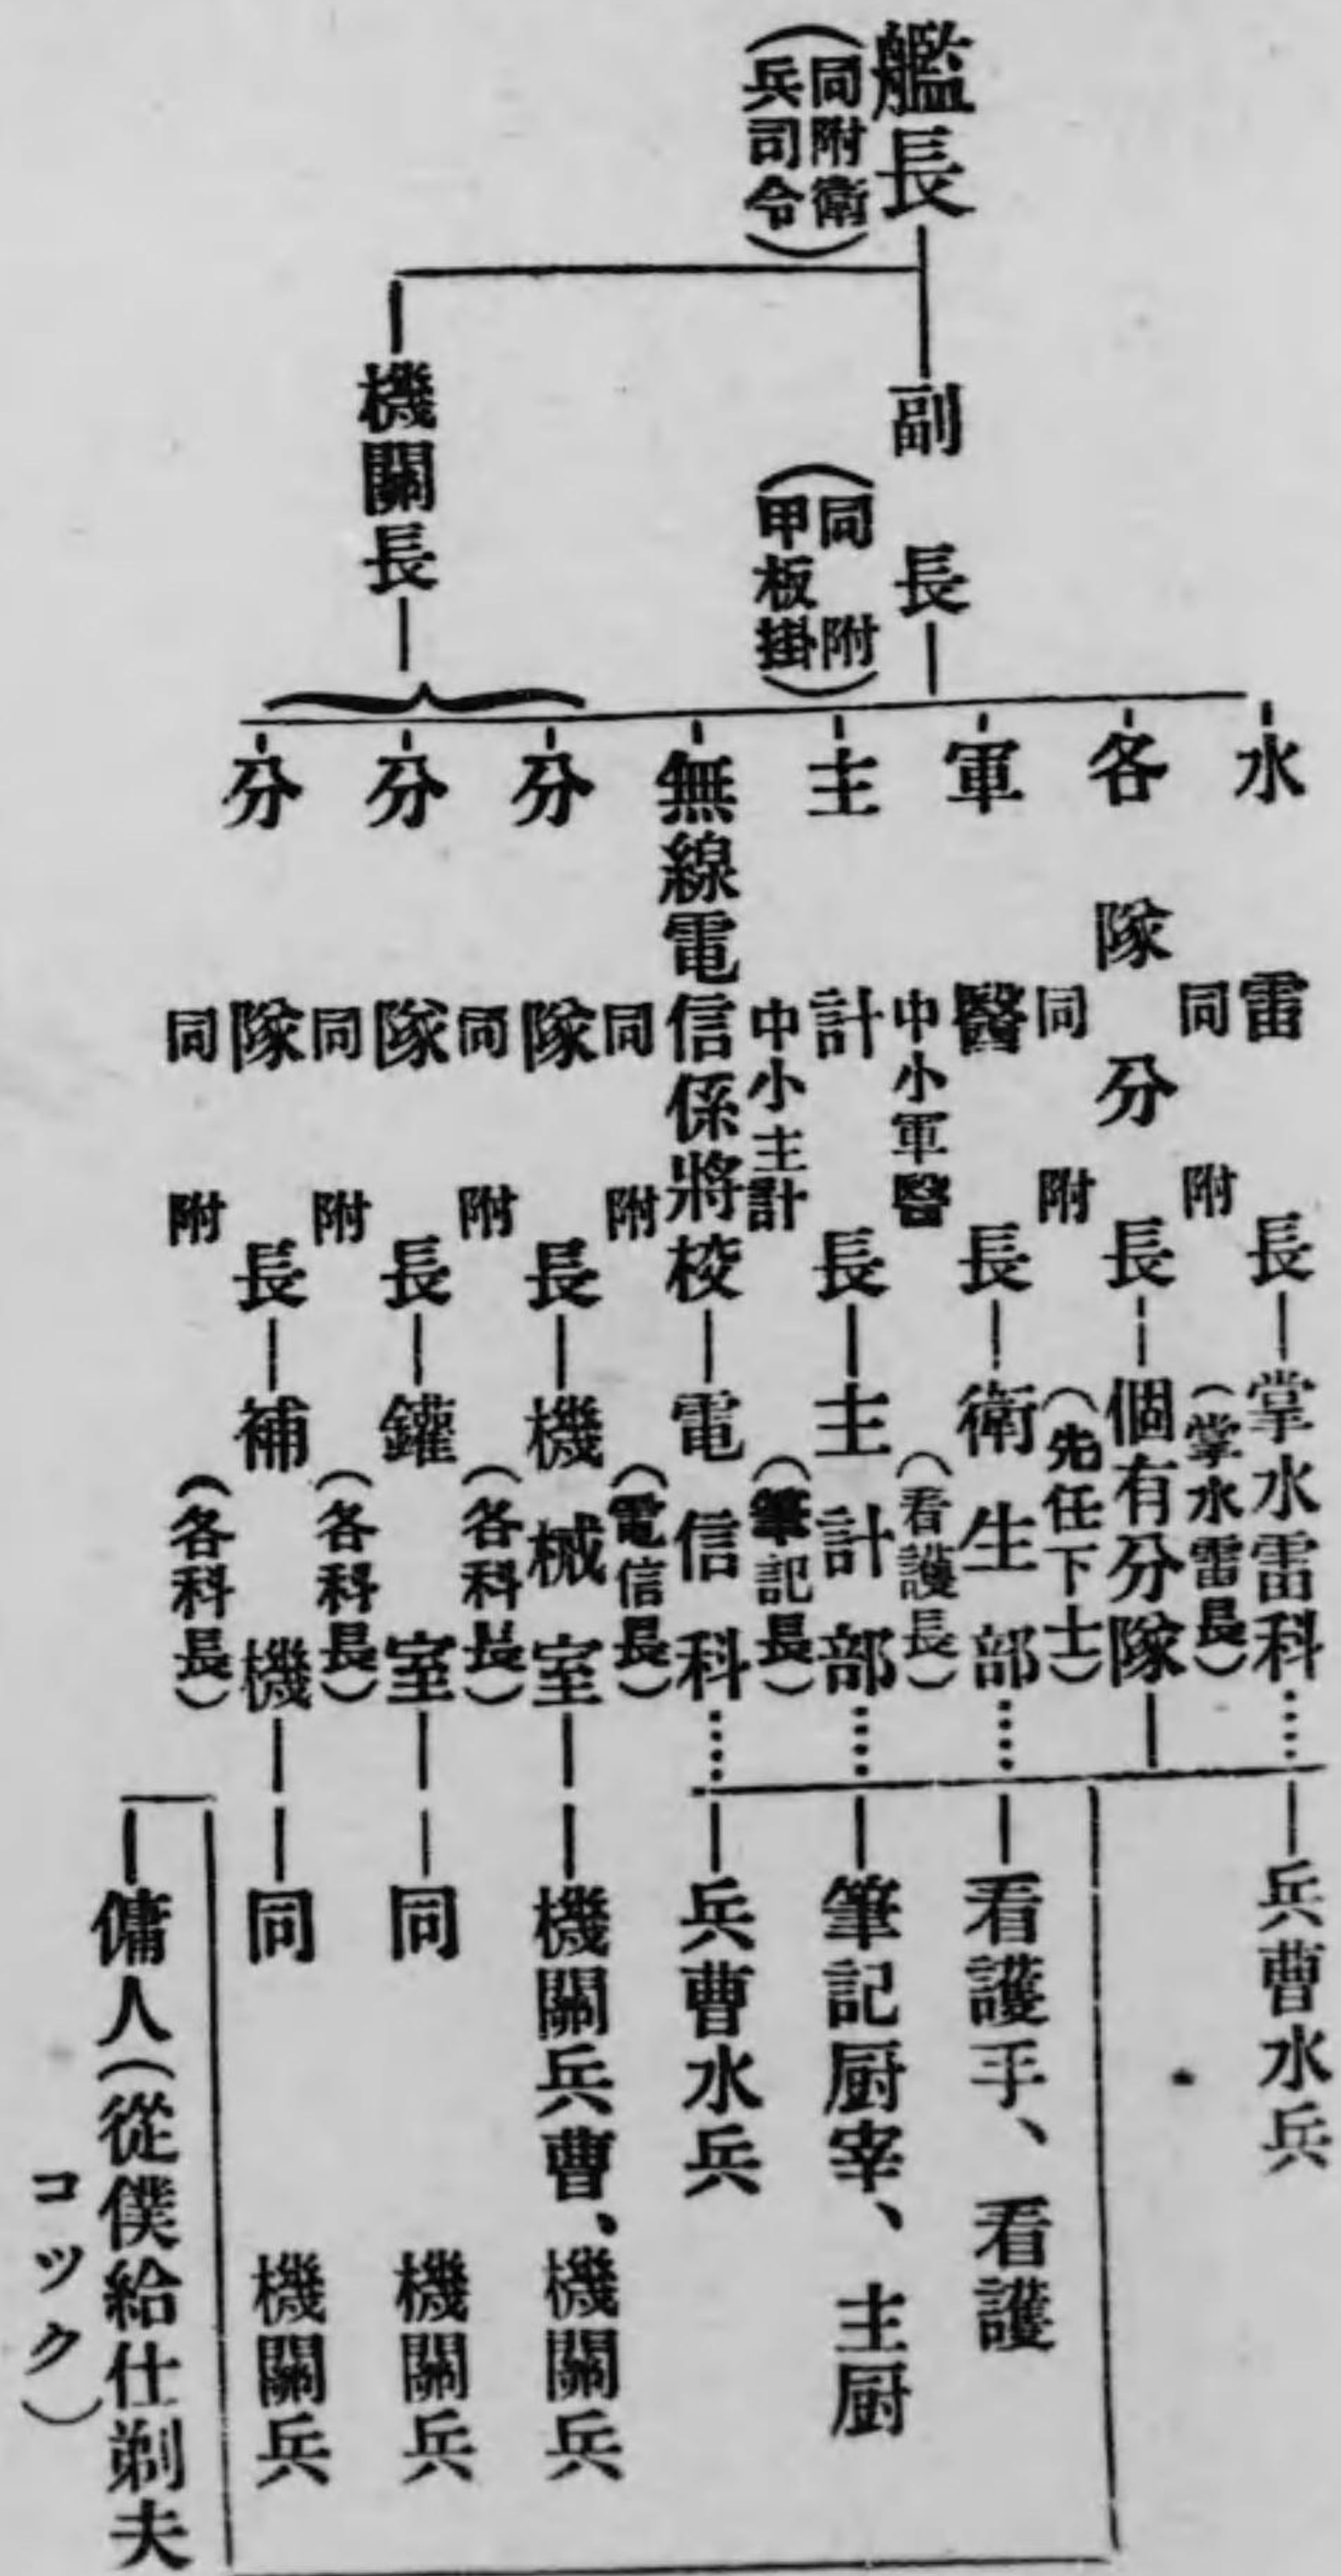 艦長
(同附衛
兵司令)
副長
(同附
甲板掛)
機關長
水雷長
同附
各隊分長
同附
軍醫長
中小軍醫
主計長
中小主計
無線電信係將校
同附
分隊長
同附
分隊長
同附
分隊長
同附
掌水雷科
(掌水雷長)
個有分隊
(先任下士)
衛生部
(看護長)
主計部
(筆記長)
電信科
(電信長)
機械室
(各科長)
鑵室
(各科長)
補機
(各科長)
兵曹水兵
看護手、看護
筆記厨宰、主厨
兵曹水兵
機關兵曹、機關兵
同 機關兵
同 機關兵
傭人(從僕給仕剃夫
コック)